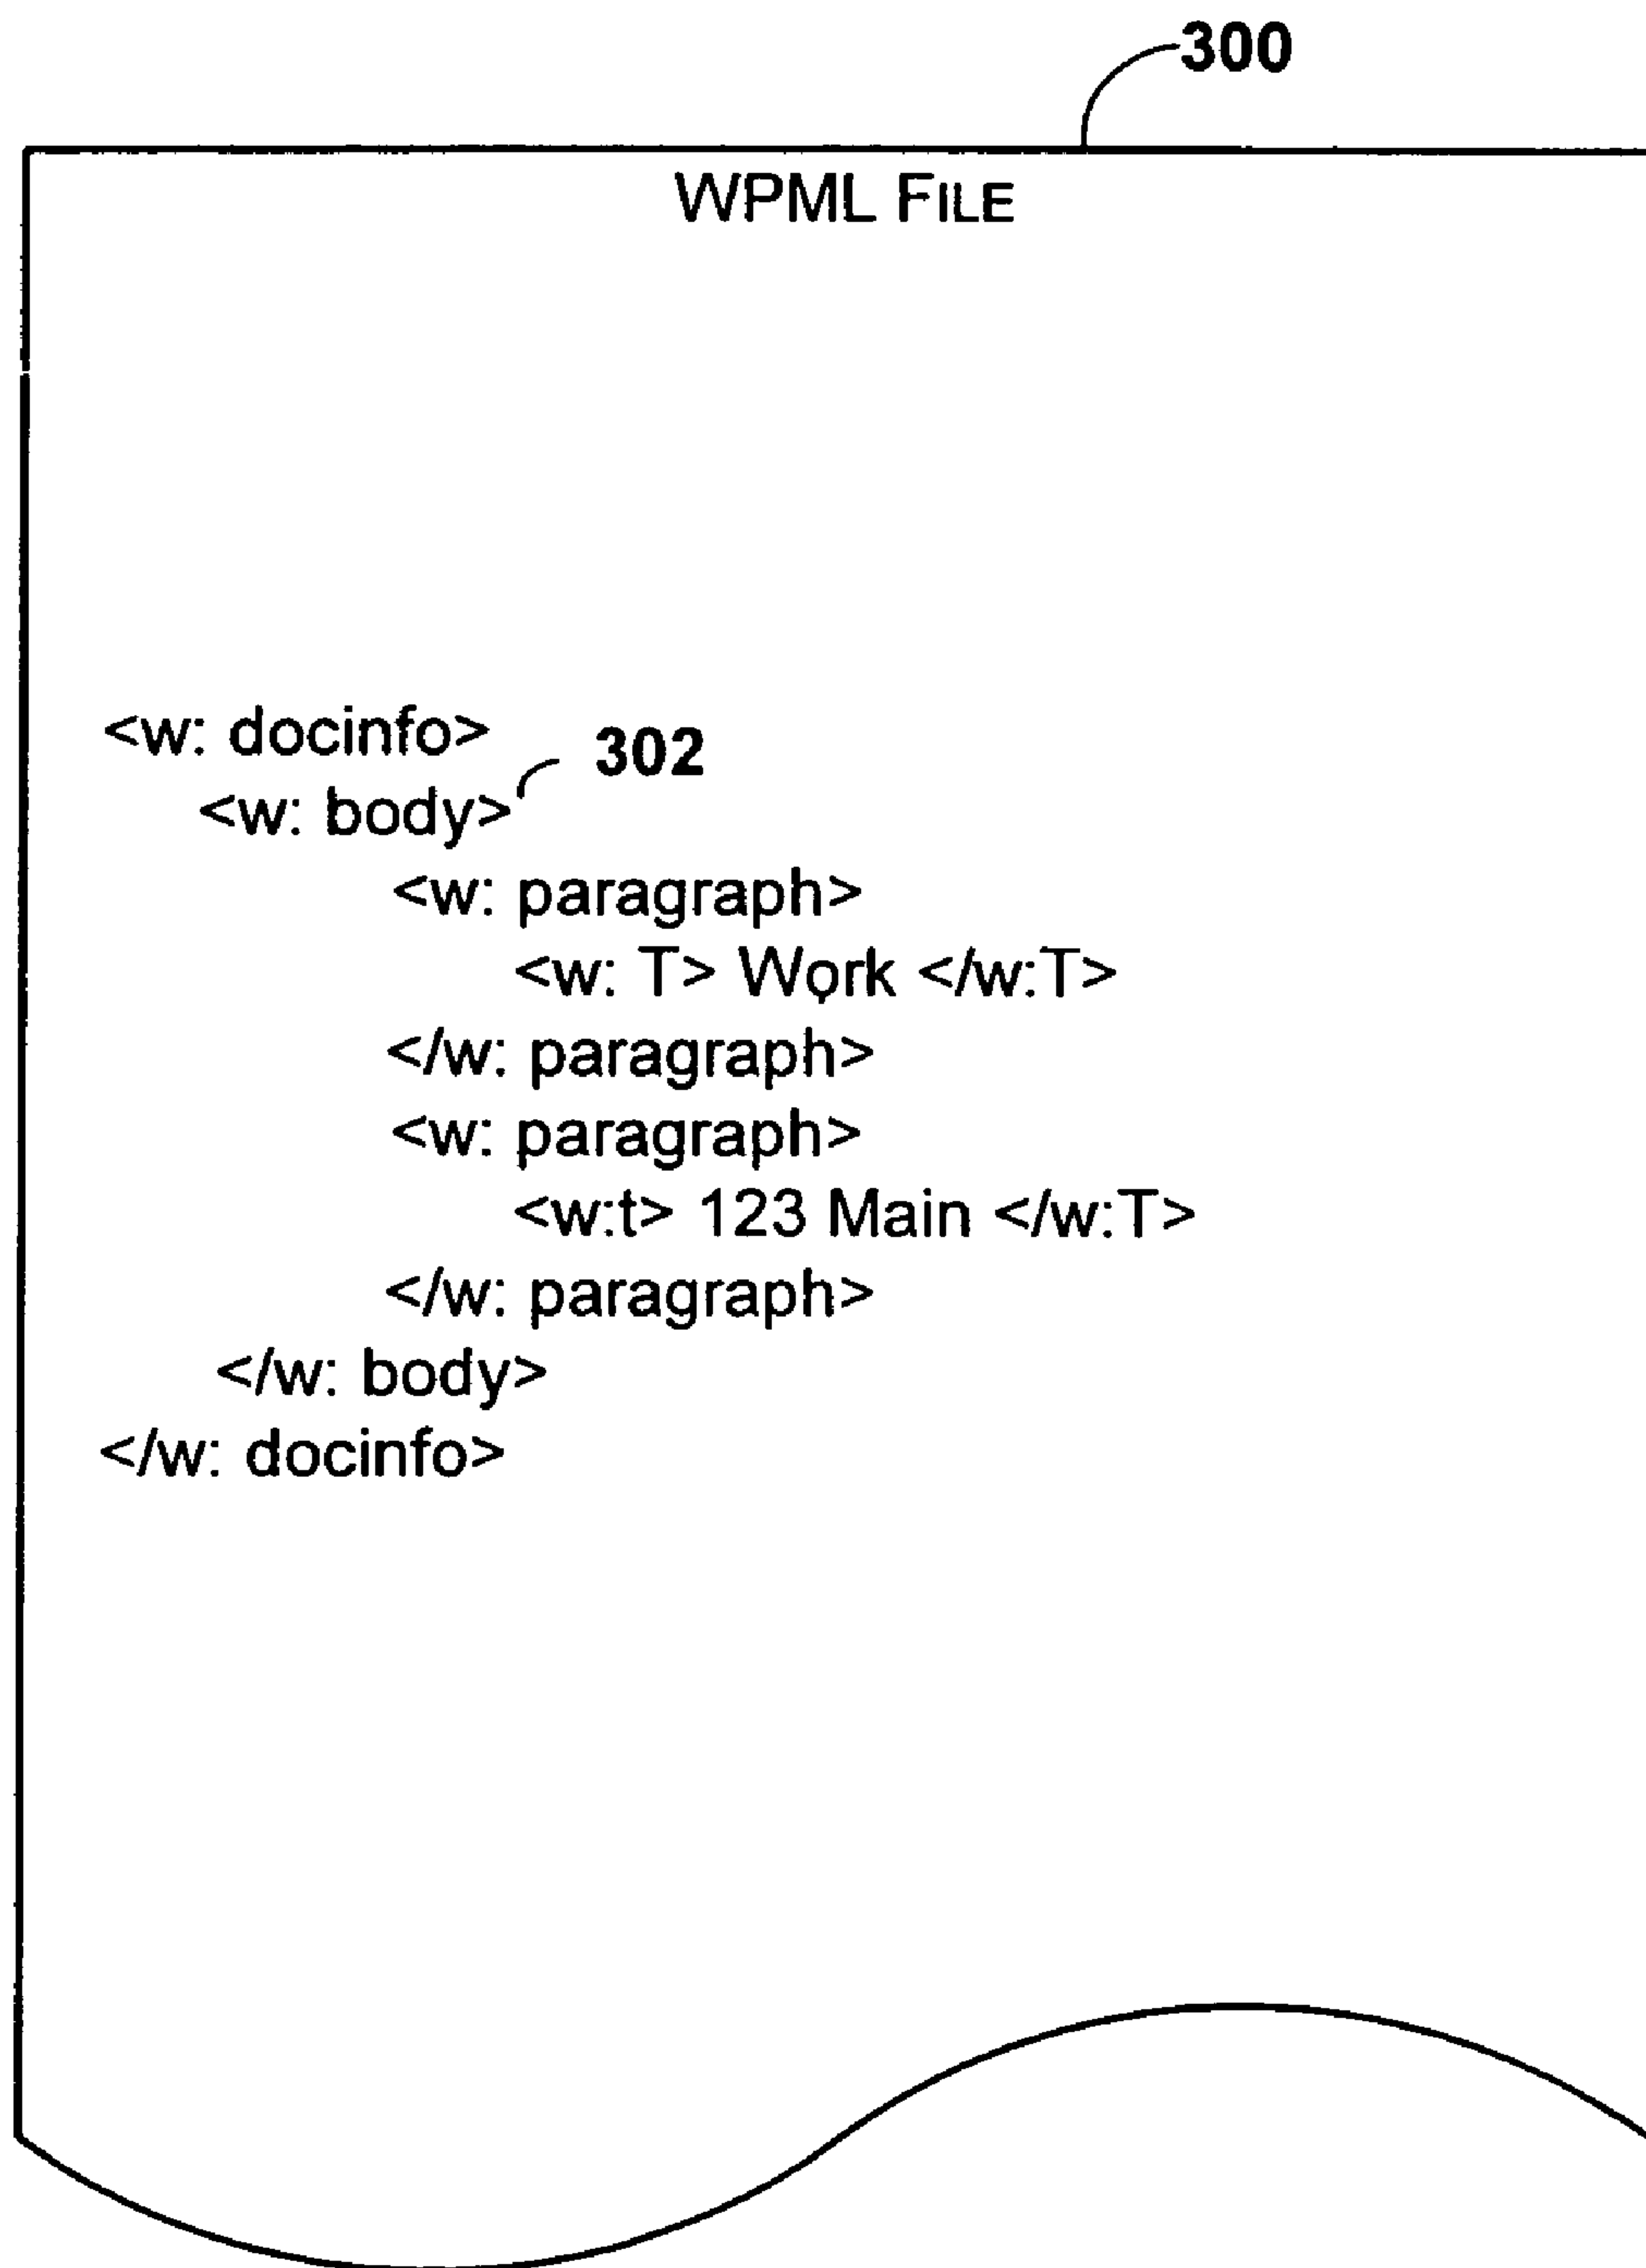 300
WPML FILE
<w: docinfo>
302
<w: body>
<w: paragraph>
<w: T> Work </w:T>
</w: paragraph>
<w: paragraph>
<w:t> 123 Main </w:T>
</w: paragraph>
</w: body>
</w: docinfo>